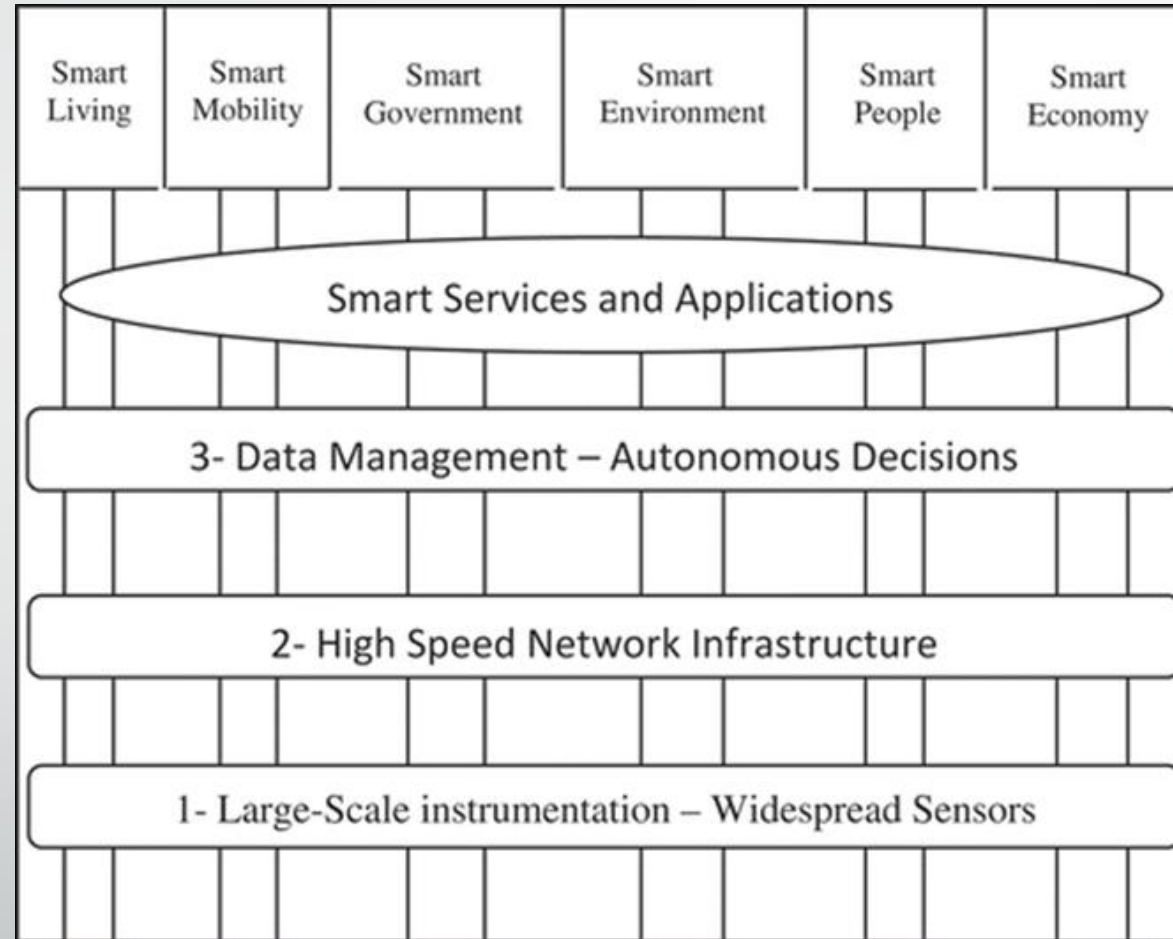 Smart
Living
Smart
Mobility
Smart
Government
Smart
Environment
Smart
People
Smart
Economy
Smart Services and Applications
3- Data Management – Autonomous Decisions
2- High Speed Network Infrastructure
1- Large-Scale instrumentation – Widespread Sensors